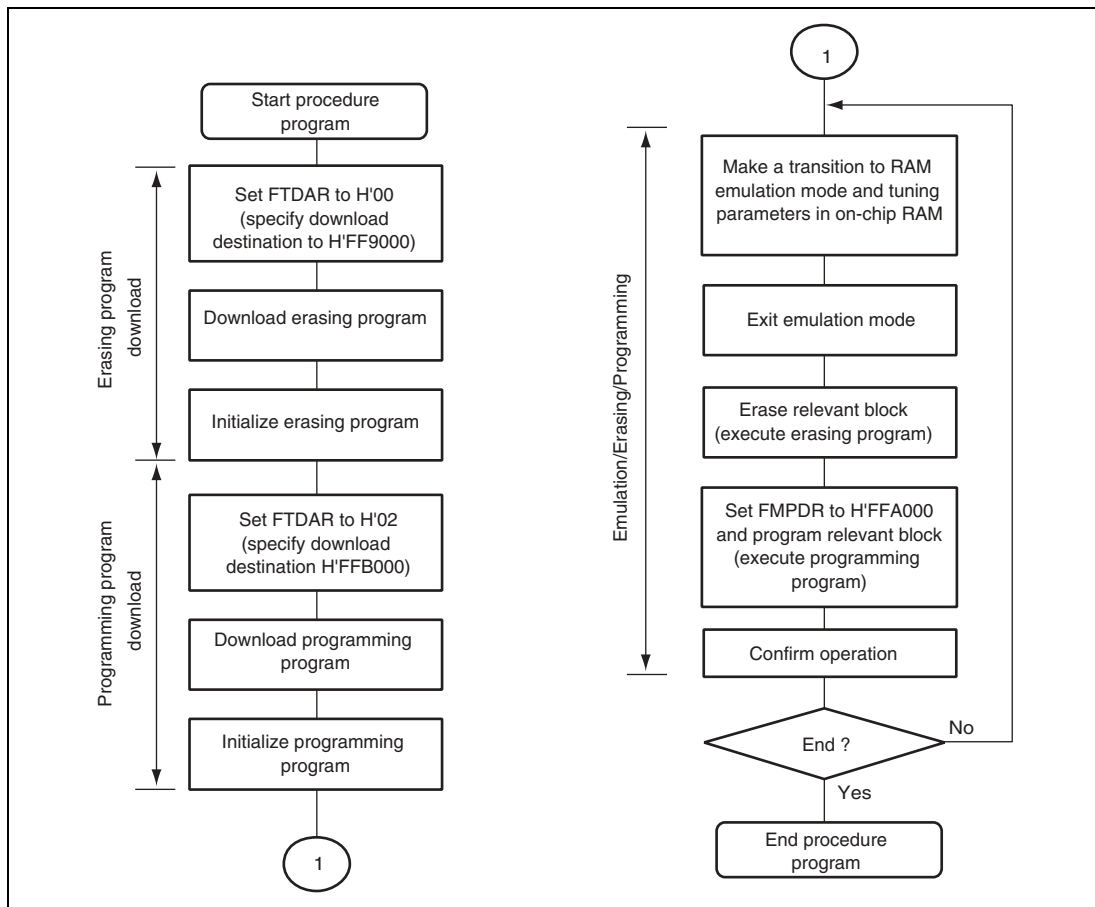 Start procedure
program
Erasing program
download
Set FTDAR to H'00
(specify download
destination to H'FF9000)
Download erasing program
Initialize erasing program
Programming program
download
Set FTDAR to H'02
(specify download
destination H'FFB000)
Download programming
program
Initialize programming
program
1
1
Emulation/Erasing/Programming
Make a transition to RAM
emulation mode and tuning
parameters in on-chip RAM
Exit emulation mode
Erase relevant block
(execute erasing program)
Set FMPDR to H'FFA000
and program relevant block
(execute programming
program)
Confirm operation
End ?
No
Yes
End procedure
program